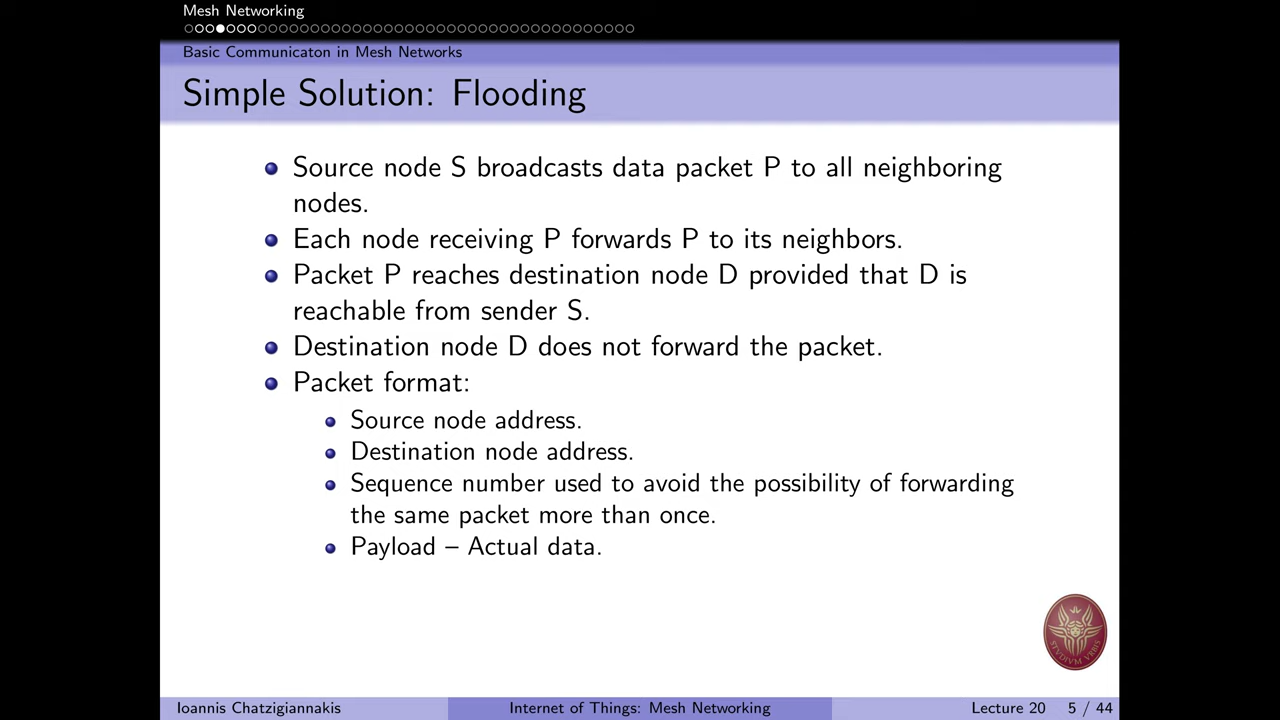 Mesh Networking
Basic Communicaton in Mesh Networks
Simple Solution: Flooding
Source node S broadcasts data packet P to all neighboring
nodes.
Each node receiving P forwards P to its neighbors.
Packet P reaches destination node D provided that D is
reachable from sender S.
Destination node D does not forward the packet.
Packet format:
Source node address.
Destination node address.
Sequence number used to avoid the possibility of forwarding
the same packet more than once.
Payload – Actual data.
STVDIVM VRBIS
Ioannis Chatzigiannakis
Internet of Things: Mesh Networking
Lecture 20
5 / 44